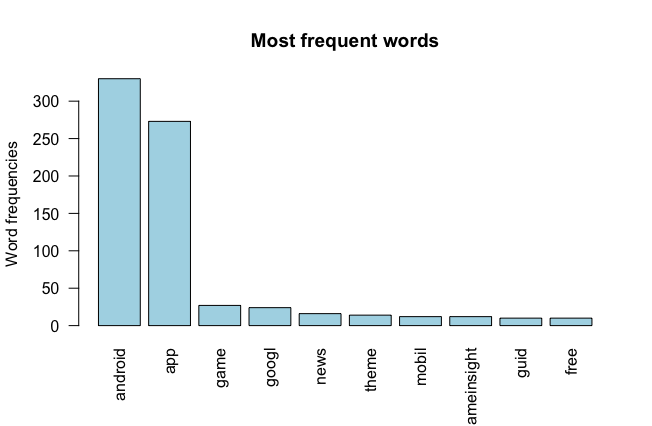 Most frequent words
Word frequencies
300
250
200
150
100
50
0
android
app
game
googl
news
theme
mobil
ameinsight
guid
free